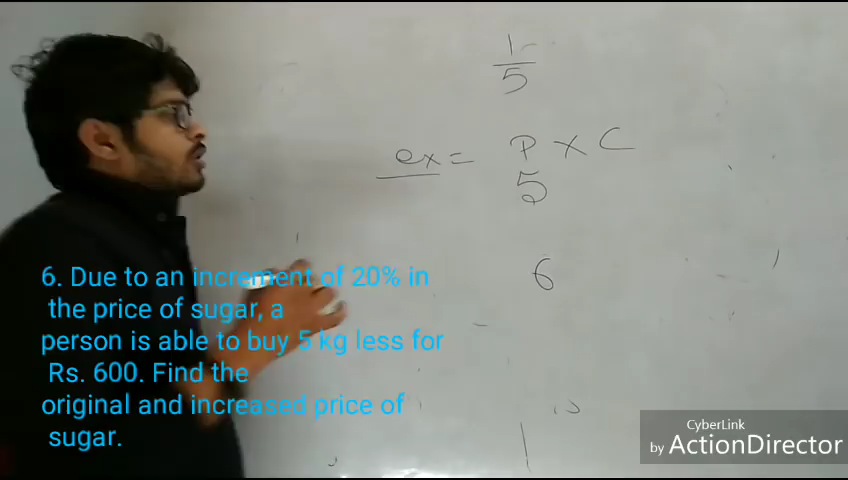 1
5
ex = P × C
5
6
6. Due to an increment of 20% in
the price of sugar, a
person is able to buy 5 kg less for
Rs. 600. Find the
original and increased price of
sugar.
CyberLink
by ActionDirector